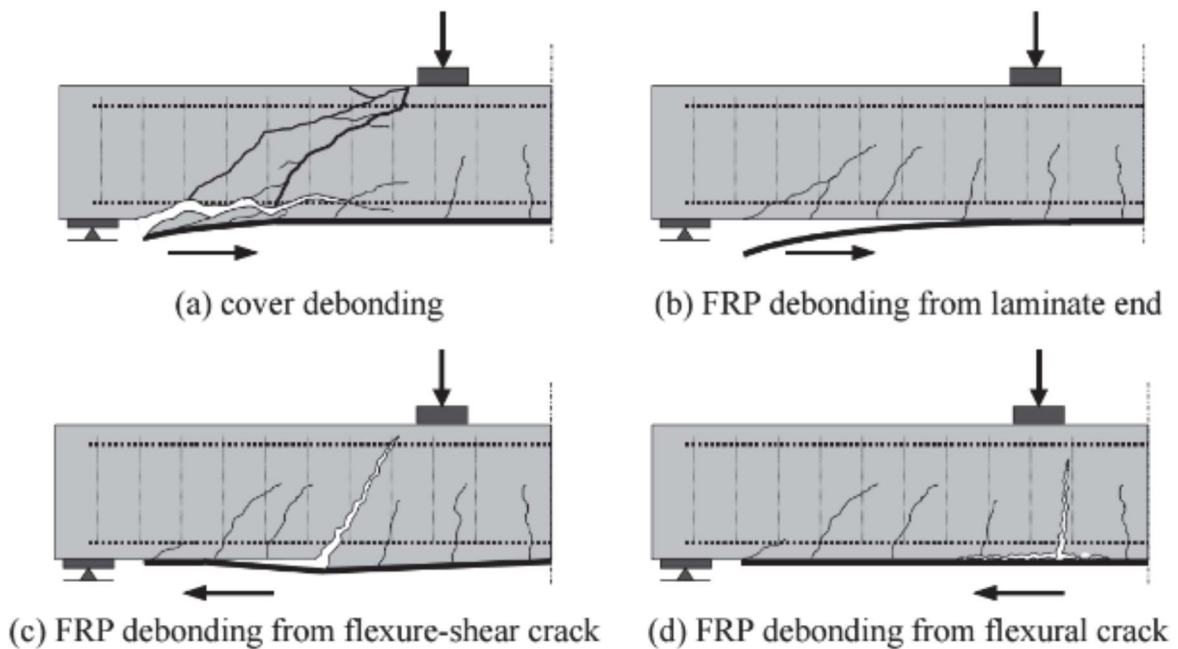 (a) cover debonding
(b) FRP debonding from laminate end
(c) FRP debonding from flexure-shear crack
(d) FRP debonding from flexural crack